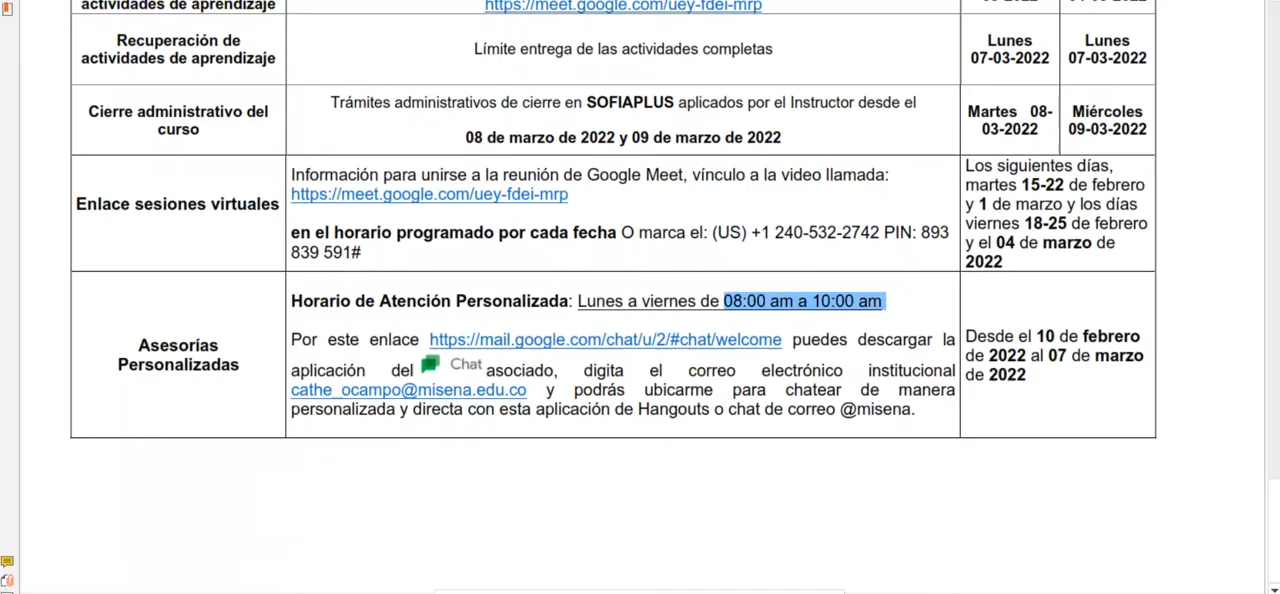 actividades de aprendizaje
https://meet.google.com/uey-fdei-mrp
Recuperación de
actividades de aprendizaje
Límite entrega de las actividades completas
Lunes
07-03-2022
Lunes
07-03-2022
Cierre administrativo del
curso
Trámites administrativos de cierre en SOFIAPLUS aplicados por el Instructor desde el
08 de marzo de 2022 y 09 de marzo de 2022
Martes 08-
03-2022
Miércoles
09-03-2022
Enlace sesiones virtuales
Información para unirse a la reunión de Google Meet, vínculo a la video llamada:
https://meet.google.com/uey-fdei-mrp
en el horario programado por cada fecha O marca el: (US) +1 240-532-2742 PIN: 893
839 591#
Los siguientes días,
martes 15-22 de febrero
y 1 de marzo y los días
viernes 18-25 de febrero
y el 04 de marzo de
2022
Asesorías
Personalizadas
Horario de Atención Personalizada: Lunes a viernes de 08:00 am a 10:00 am
Por este enlace https://mail.google.com/chat/u/2/#chat/welcome puedes descargar la
aplicación del Chat asociado, digita el correo electrónico institucional
cathe_ocampo@misena.edu.co y podrás ubicarme para chatear de manera
personalizada y directa con esta aplicación de Hangouts o chat de correo @misena.
Desde el 10 de febrero
de 2022 al 07 de marzo
de 2022